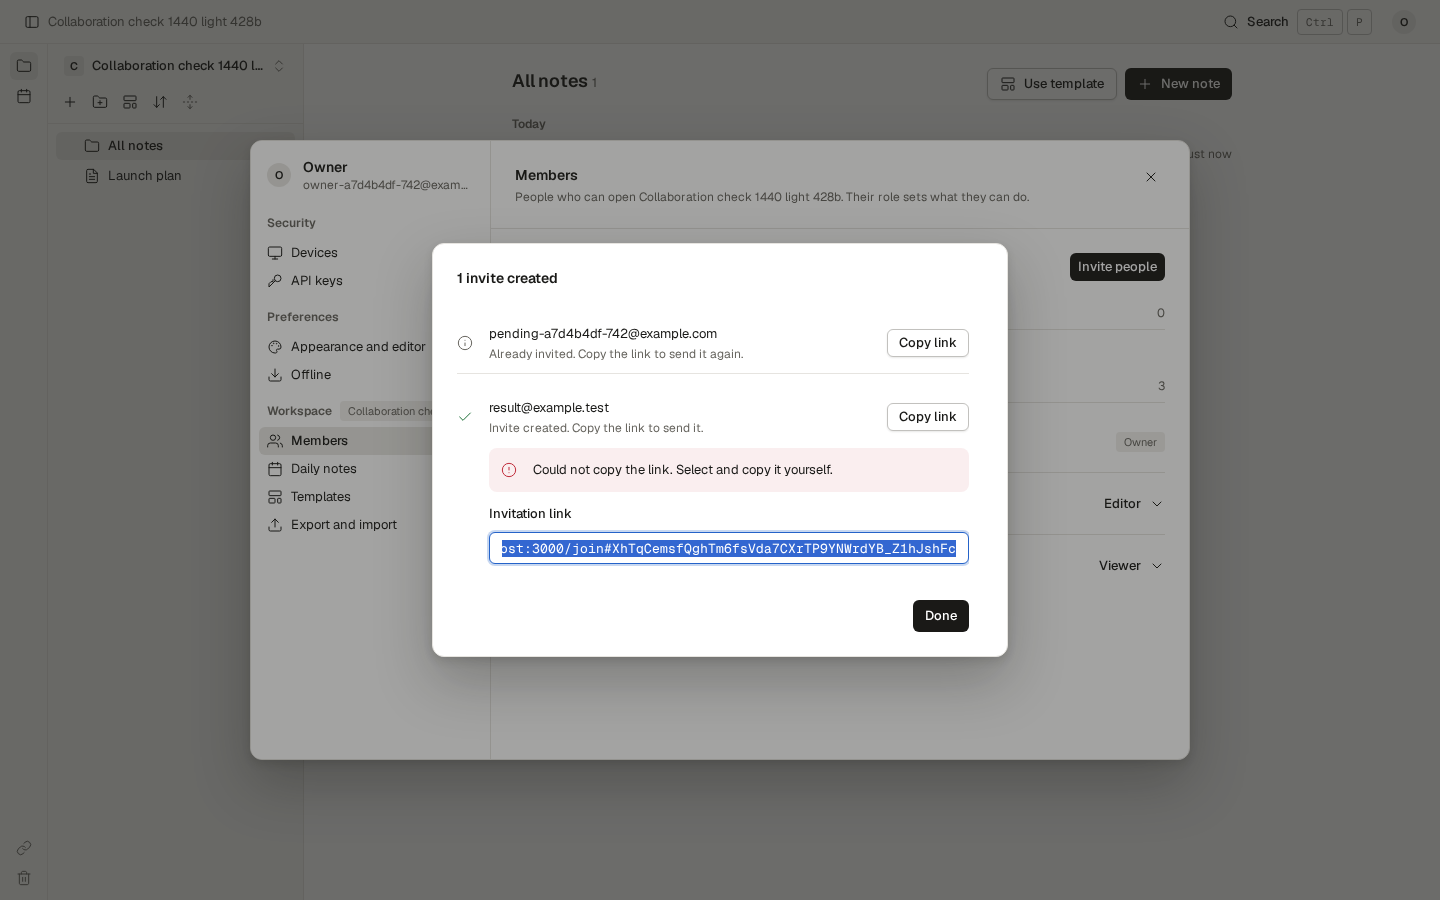 Collaboration check 1440 light 428b
Search
Ctrl
P
O
C
Collaboration check 1440 l...
All notes 1
Use template
New note
Today
All notes
Launch plan
just now
O
Owner
owner-a7d4b4df-742@exam...
Security
Devices
API keys
Preferences
Appearance and editor
Offline
Workspace
Collaboration che
Members
Daily notes
Templates
Export and import
Members
People who can open Collaboration check 1440 light 428b. Their role sets what they can do.
Invite people
0
3
Owner
Editor
Viewer
1 invite created
pending-a7d4b4df-742@example.com
Already invited. Copy the link to send it again.
Copy link
result@example.test
Invite created. Copy the link to send it.
Copy link
Could not copy the link. Select and copy it yourself.
Invitation link
ost:3000/join#XhTqCemsfQghTm6fsVda7CXrTP9YNWrdYB_Z1hJshFc
Done